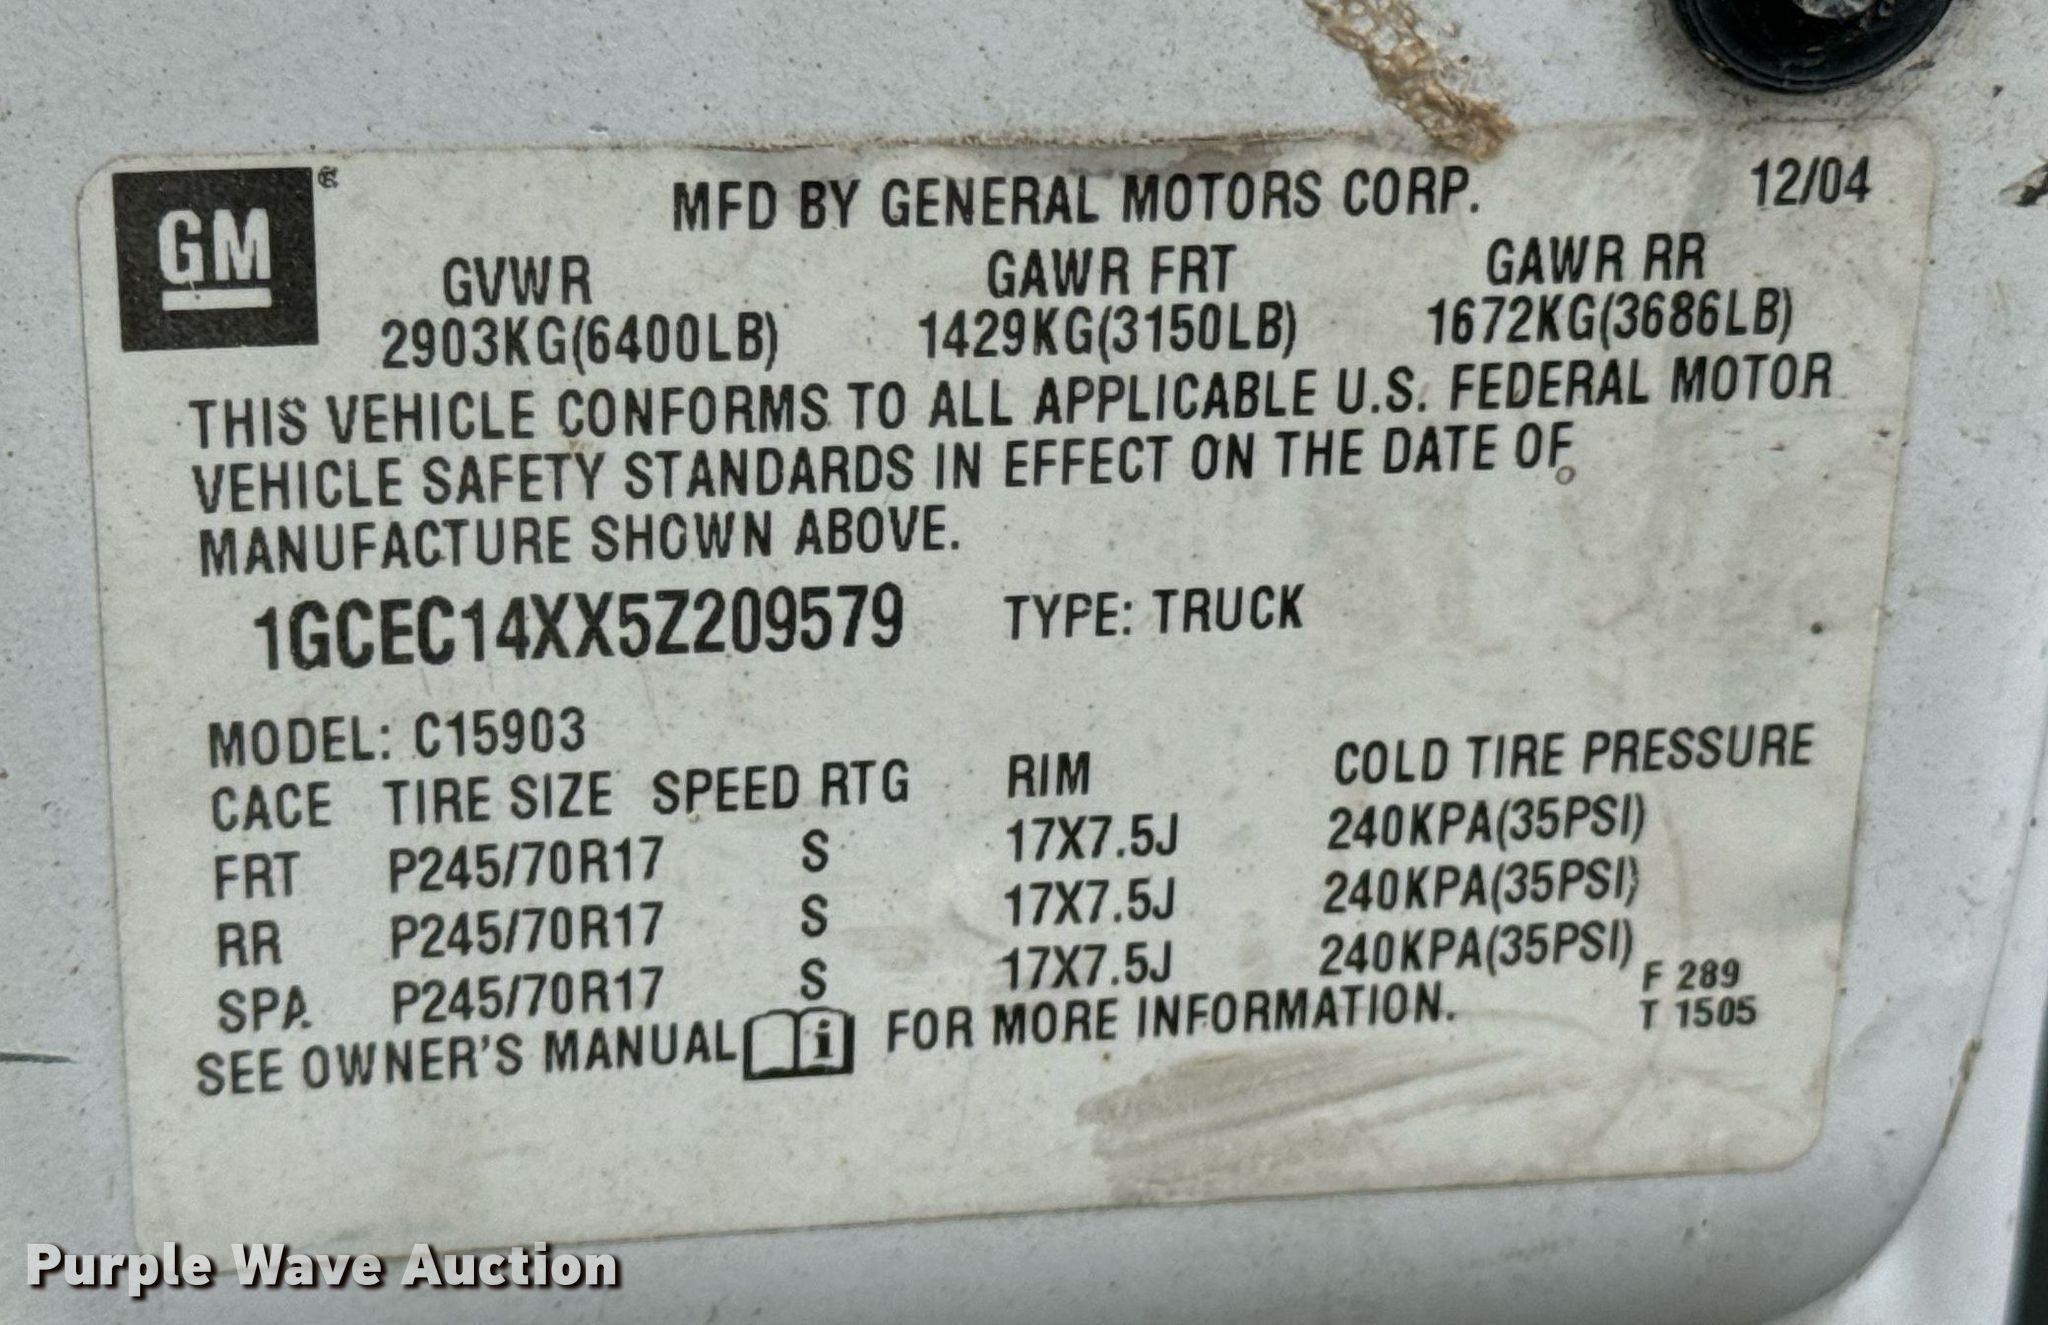 GM
MFD BY GENERAL MOTORS CORP. 12/04
GVWR GAWR FRT GAWR RR
2903KG(6400LB) 1429KG(3150LB) 1672KG(3686LB)
THIS VEHICLE CONFORMS TO ALL APPLICABLE U.S. FEDERAL MOTOR
VEHICLE SAFETY STANDARDS IN EFFECT ON THE DATE OF
MANUFACTURE SHOWN ABOVE.
1GCEC14XX5Z209579 TYPE: TRUCK
MODEL: C15903
CACE TIRE SIZE SPEED RTG RIM COLD TIRE PRESSURE
FRT P245/70R17 S 17X7.5J 240KPA(35PSI)
RR P245/70R17 S 17X7.5J 240KPA(35PSI)
SPA P245/70R17 S 17X7.5J 240KPA(35PSI)
F 289
T 1505
SEE OWNER'S MANUAL i FOR MORE INFORMATION.
Purple Wave Auction